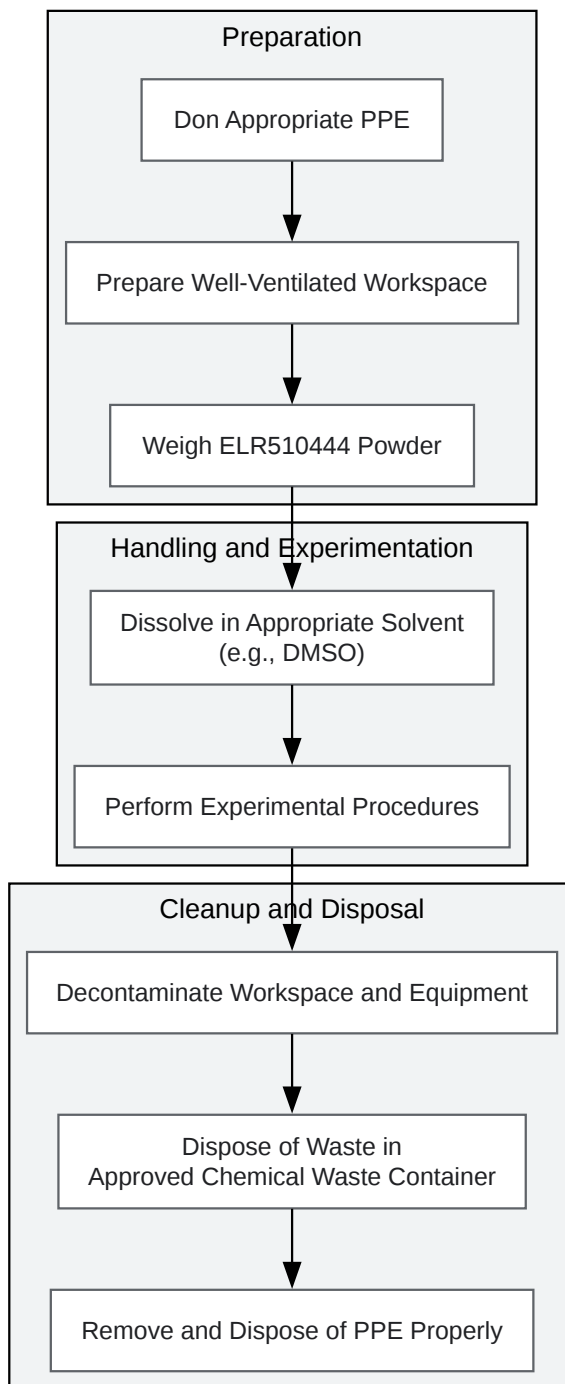 Preparation
Don Appropriate PPE
Prepare Well-Ventilated Workspace
Weigh ELR510444 Powder
Handling and Experimentation
Dissolve in Appropriate Solvent
(e.g., DMSO)
Perform Experimental Procedures
Cleanup and Disposal
Decontaminate Workspace and Equipment
Dispose of Waste in
Approved Chemical Waste Container
Remove and Dispose of PPE Properly